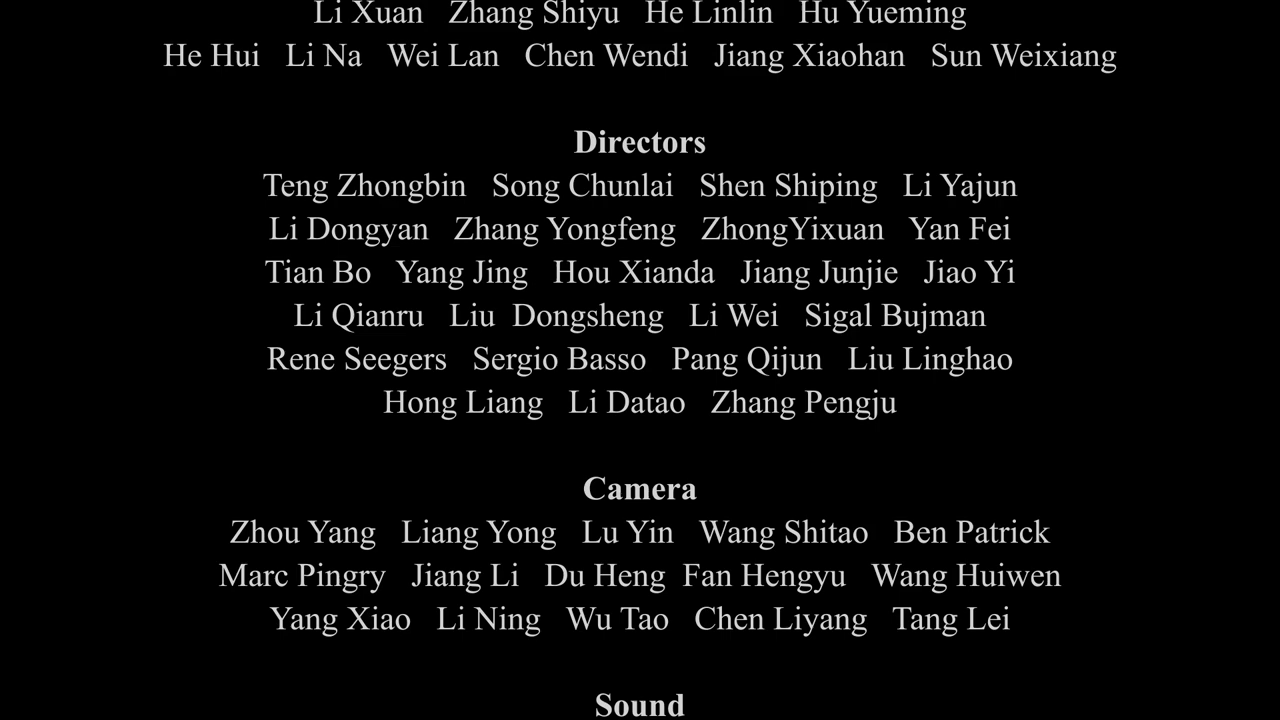 Li Xuan Zhang Shiyu He Linlin Hu Yueming
He Hui Li Na Wei Lan Chen Wendi Jiang Xiaohan Sun Weixiang
Directors
Teng Zhongbin Song Chunlai Shen Shiping Li Yajun
Li Dongyan Zhang Yongfeng ZhongYixuan Yan Fei
Tian Bo Yang Jing Hou Xianda Jiang Junjie Jiao Yi
Li Qianru Liu Dongsheng Li Wei Sigal Bujman
Rene Seegers Sergio Basso Pang Qijun Liu Linghao
Hong Liang Li Datao Zhang Pengju
Camera
Zhou Yang Liang Yong Lu Yin Wang Shitao Ben Patrick
Marc Pingry Jiang Li Du Heng Fan Hengyu Wang Huiwen
Yang Xiao Li Ning Wu Tao Chen Liyang Tang Lei
Sound